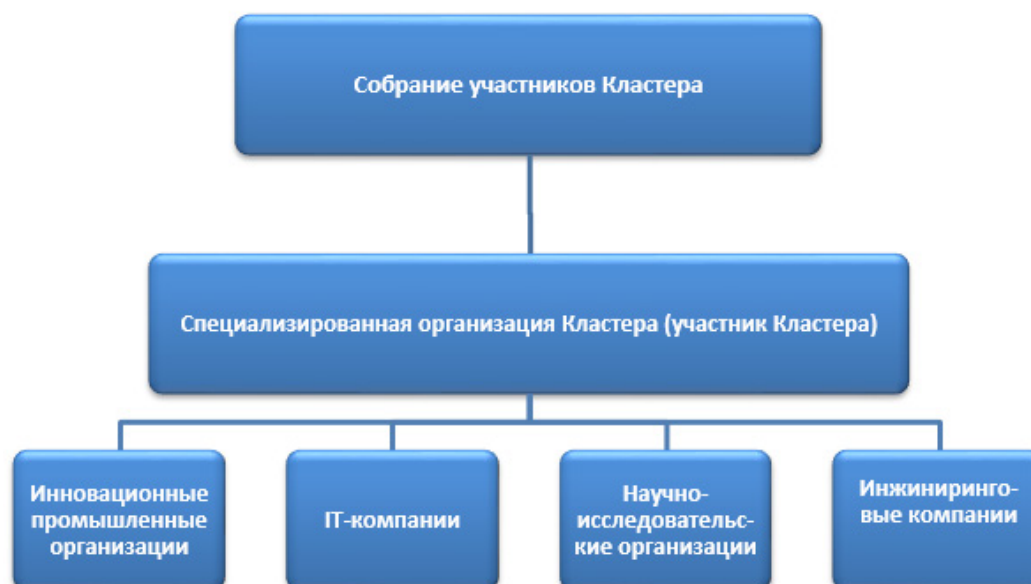 Собрание участников Кластера
Специализированная организация Кластера (участник Кластера)
Инновационные
промышленные
организации
IT-компании
Научно-
исследовательс-
кие организации
Инжиниринго-
вые компании